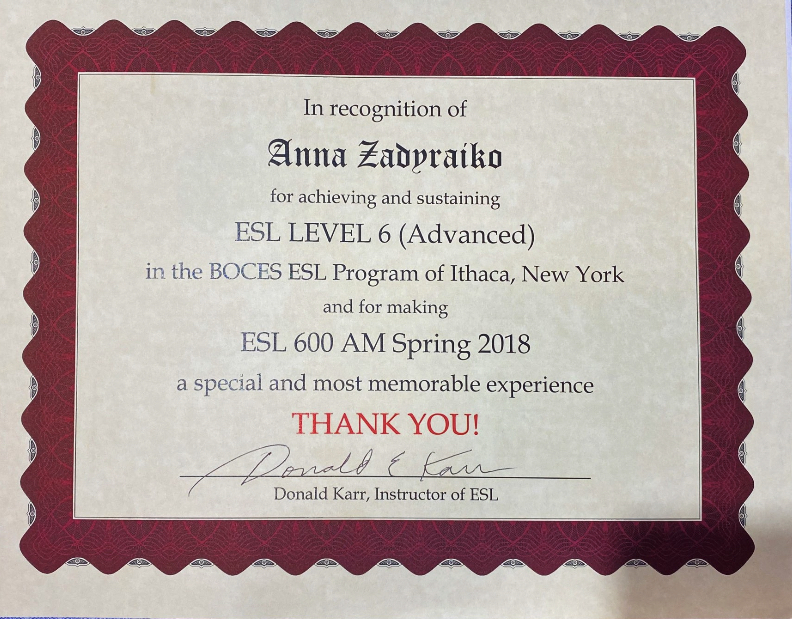 In recognition of
Anna Zadyraiko
for achieving and sustaining
ESL LEVEL 6 (Advanced)
in the BOCES ESL Program of Ithaca, New York
and for making
ESL 600 AM Spring 2018
a special and most memorable experience
THANK YOU!
Donald E Karr
Donald Karr, Instructor of ESL